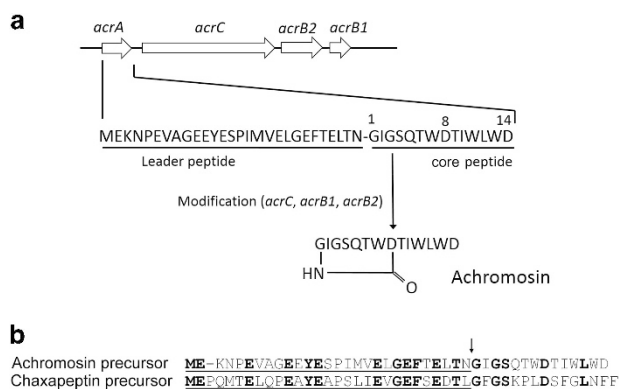 a
acrA acrC acrB2 acrB1
1 8 14
MEKNPEVAGEEYESPIMVELGEFTELTN-GIGSQTWDTIWLWD
Leader peptide core peptide
Modification (acrC, acrB1, acrB2)
GIGSQTWDTIWLWD
HN O Achromosin
b
Achromosin precursor ME-KNPEVAGEEYESPIMVELGEFTELTNGIGSQTWDTIWLWD
Chaxapeptin precursor MEPQMTELQPEAYEAPSLIEVGEFSEDTLGFGSKPLDSFGLNFF